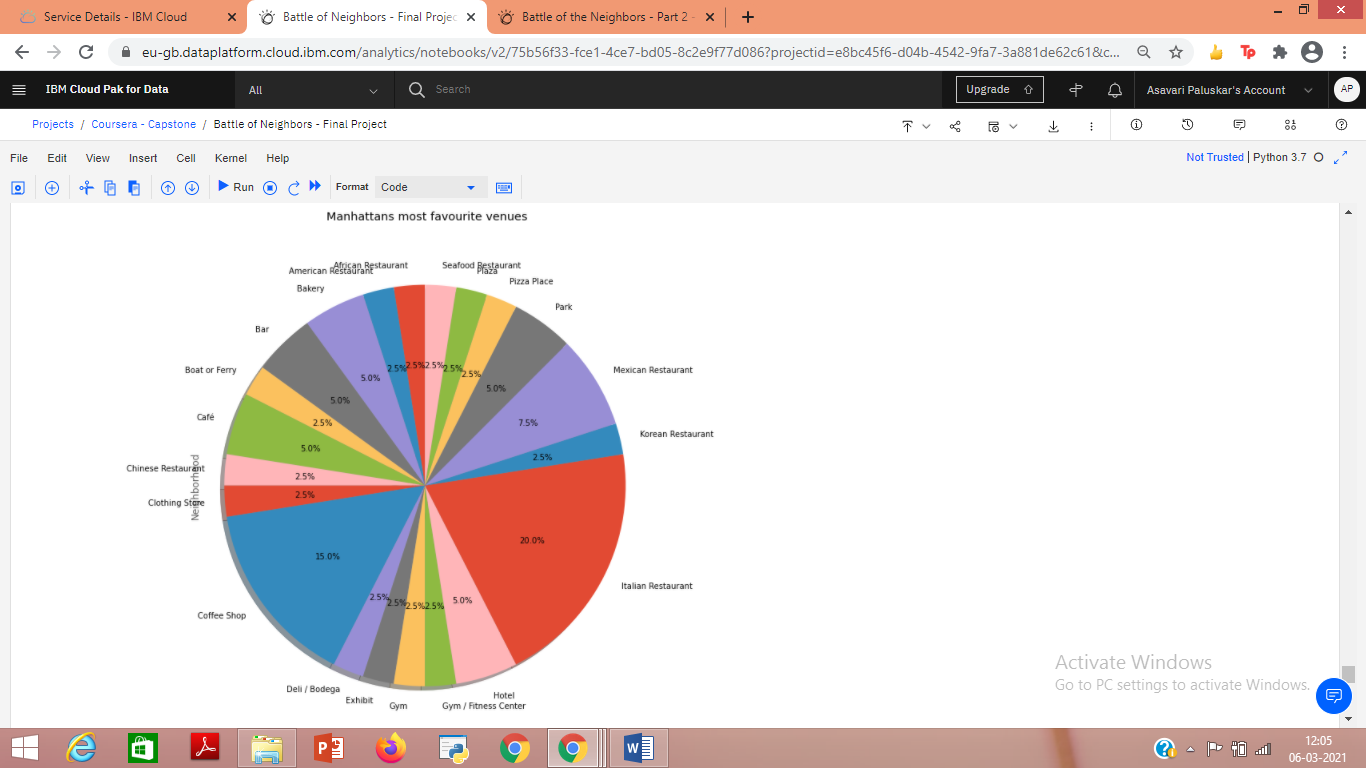 Service Details - IBM Cloud
Battle of Neighbors - Final Projec
Battle of the Neighbors - Part 2 -
eu-gb.dataplatform.cloud.ibm.com/analytics/notebooks/v2/75b56f33-fce1-4ce7-bd05-8c2e9f77d086?projectid=e8bc45f6-d04b-4542-9fa7-3a881de62c61&c...
Tp
IBM Cloud Pak for Data
All
Search
Upgrade
Asavari Paluskar's Account
AP
Projects / Coursera - Capstone / Battle of Neighbors - Final Project
File Edit View Insert Cell Kernel Help
Not Trusted | Python 3.7
Run
Format
Code
Manhattans most favourite venues
African Restaurant
Seafood Restaurant
American Restaurant
Plaza
Pizza Place
Bakery
Park
Bar
Boat or Ferry
Mexican Restaurant
Café
Korean Restaurant
Chinese Restaurant
Clothing Store
Neighborhood
Italian Restaurant
Coffee Shop
Deli / Bodega
Exhibit
Gym
Gym / Fitness Center
Hotel
2.5% 2.5% 2.5% 2.5% 2.5%
5.0%
5.0%
5.0%
2.5%
7.5%
5.0%
2.5%
2.5%
2.5%
20.0%
15.0%
2.5% 2.5% 2.5% 2.5% 5.0%
Activate Windows
Go to PC settings to activate Windows.
12:05
06-03-2021